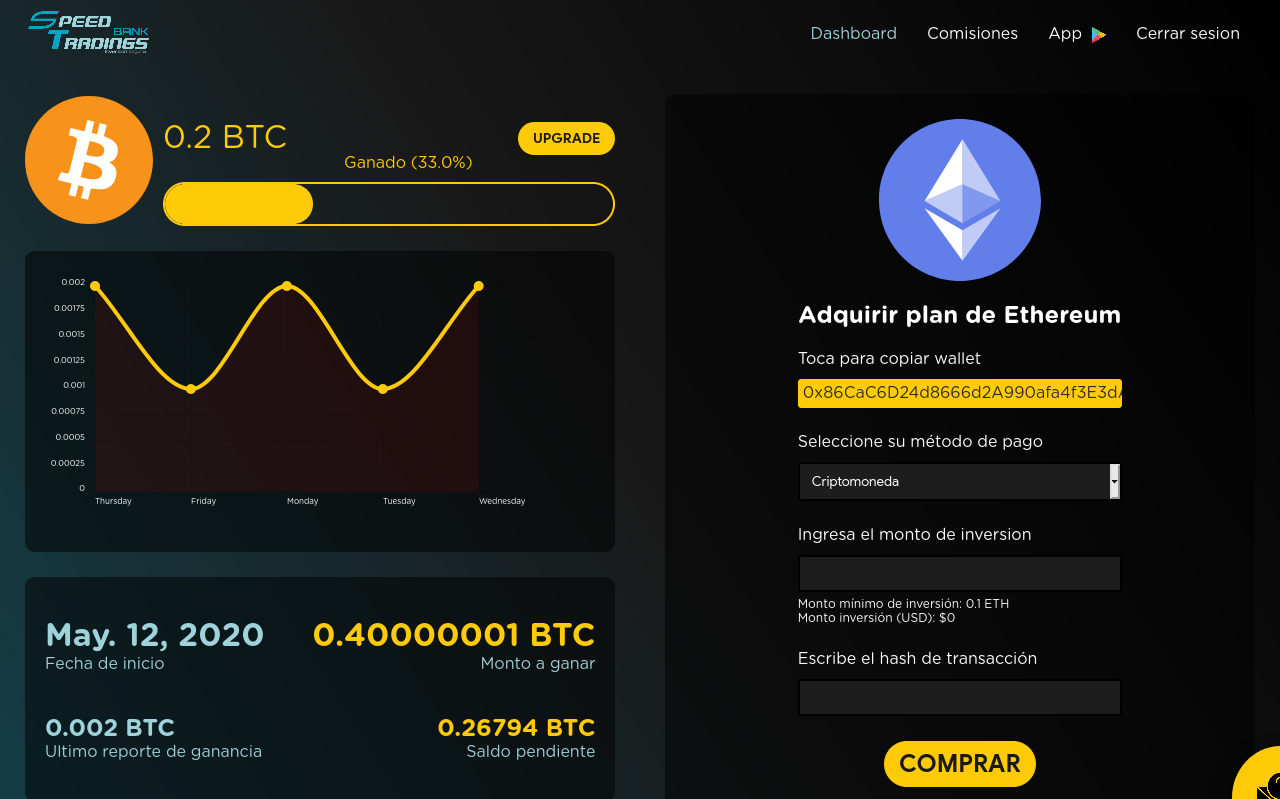 SPEED
BANK
TRADINGS
Dashboard
Comisiones
App
Cerrar sesion
0.2 BTC
UPGRADE
Ganado (33.0%)
0.002
0.00175
0.0015
0.00125
0.001
0.00075
0.0005
0.00025
0
Thursday
Friday
Monday
Tuesday
Wednesday
May. 12, 2020
Fecha de inicio
0.40000001 BTC
Monto a ganar
0.002 BTC
Ultimo reporte de ganancia
0.26794 BTC
Saldo pendiente
Adquirir plan de Ethereum
Toca para copiar wallet
0x86CaC6D24d8666d2A990afa4f3E3dA
Seleccione su método de pago
Criptomoneda
Ingresa el monto de inversion
Monto mínimo de inversión: 0.1 ETH
Monto inversión (USD): $0
Escribe el hash de transacción
COMPRAR